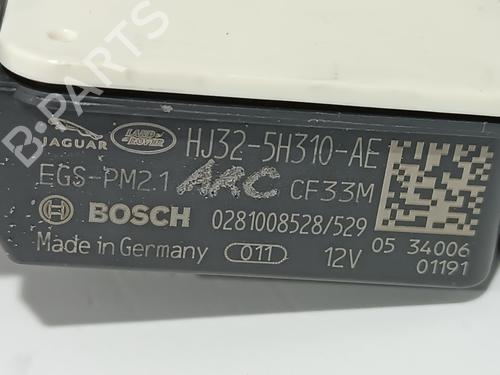 B-PARTS
JAGUAR LAND ROVER HJ32-5H310-AE
EGS-PM2.1 ARC CF33M
BOSCH 0281008528/529 05 34006
Made in Germany 011 12V 01191